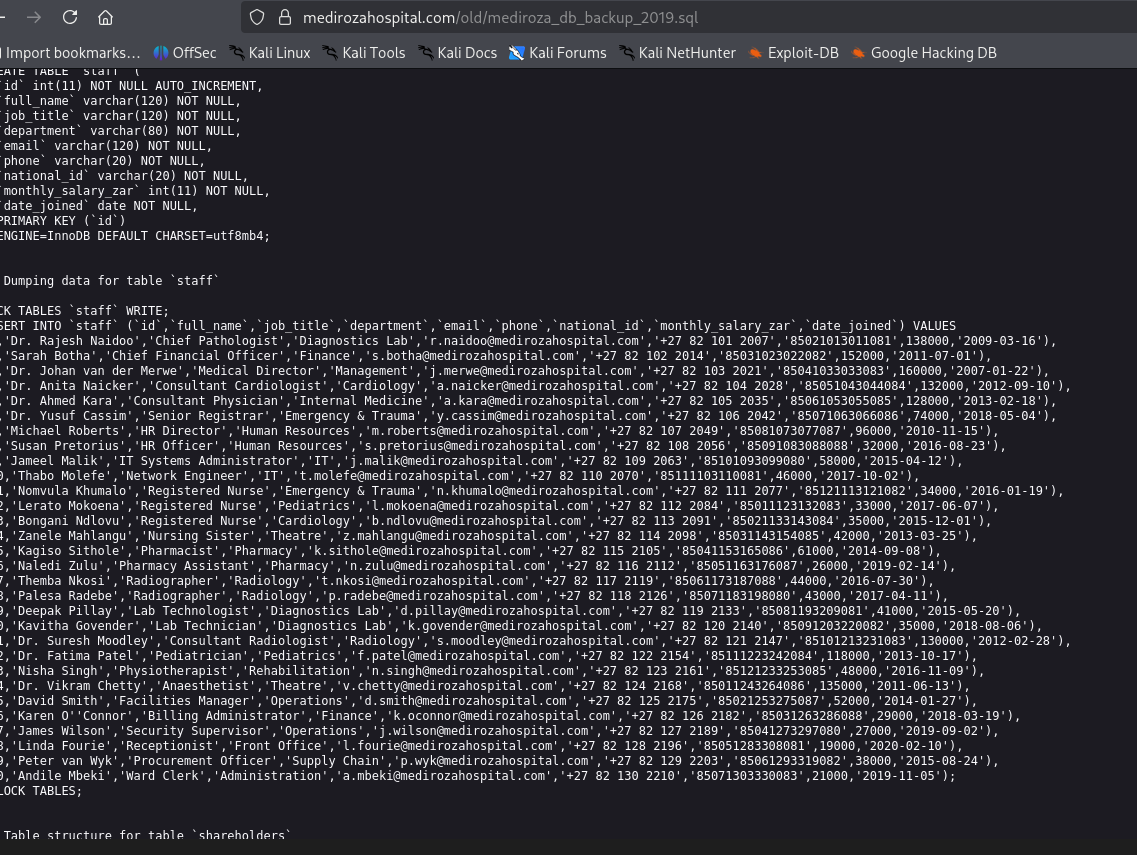 medirozahospital.com/old/mediroza_db_backup_2019.sql
Import bookmarks… OffSec Kali Linux Kali Tools Kali Docs Kali Forums Kali NetHunter Exploit-DB Google Hacking DB
EATE TABLE `staff` (
`id` int(11) NOT NULL AUTO_INCREMENT,
`full_name` varchar(120) NOT NULL,
`job_title` varchar(120) NOT NULL,
`department` varchar(80) NOT NULL,
`email` varchar(120) NOT NULL,
`phone` varchar(20) NOT NULL,
`national_id` varchar(20) NOT NULL,
`monthly_salary_zar` int(11) NOT NULL,
`date_joined` date NOT NULL,
PRIMARY KEY (`id`)
ENGINE=InnoDB DEFAULT CHARSET=utf8mb4;
Dumping data for table `staff`
CK TABLES `staff` WRITE;
SERT INTO `staff` (`id`,`full_name`,`job_title`,`department`,`email`,`phone`,`national_id`,`monthly_salary_zar`,`date_joined`) VALUES
,'Dr. Rajesh Naidoo','Chief Pathologist','Diagnostics Lab','r.naidoo@medirozahospital.com','+27 82 101 2007','85021013011081',138000,'2009-03-16'),
,'Sarah Botha','Chief Financial Officer','Finance','s.botha@medirozahospital.com','+27 82 102 2014','85031023022082',152000,'2011-07-01'),
,'Dr. Johan van der Merwe','Medical Director','Management','j.merwe@medirozahospital.com','+27 82 103 2021','85041033033083',160000,'2007-01-22'),
,'Dr. Anita Naicker','Consultant Cardiologist','Cardiology','a.naicker@medirozahospital.com','+27 82 104 2028','85051043044084',132000,'2012-09-10'),
,'Dr. Ahmed Kara','Consultant Physician','Internal Medicine','a.kara@medirozahospital.com','+27 82 105 2035','85061053055085',128000,'2013-02-18'),
,'Dr. Yusuf Cassim','Senior Registrar','Emergency & Trauma','y.cassim@medirozahospital.com','+27 82 106 2042','85071063066086',74000,'2018-05-04'),
,'Michael Roberts','HR Director','Human Resources','m.roberts@medirozahospital.com','+27 82 107 2049','85081073077087',96000,'2010-11-15'),
,'Susan Pretorius','HR Officer','Human Resources','s.pretorius@medirozahospital.com','+27 82 108 2056','85091083088088',32000,'2016-08-23'),
,'Jameel Malik','IT Systems Administrator','IT','j.malik@medirozahospital.com','+27 82 109 2063','85101093099080',58000,'2015-04-12'),
0,'Thabo Molefe','Network Engineer','IT','t.molefe@medirozahospital.com','+27 82 110 2070','85111103110081',46000,'2017-10-02'),
1,'Nomvula Khumalo','Registered Nurse','Emergency & Trauma','n.khumalo@medirozahospital.com','+27 82 111 2077','85121113121082',34000,'2016-01-19'),
2,'Lerato Mokoena','Registered Nurse','Pediatrics','l.mokoena@medirozahospital.com','+27 82 112 2084','85011123132083',33000,'2017-06-07'),
3,'Bongani Ndlovu','Registered Nurse','Cardiology','b.ndlovu@medirozahospital.com','+27 82 113 2091','85021133143084',35000,'2015-12-01'),
4,'Zanele Mahlangu','Nursing Sister','Theatre','z.mahlangu@medirozahospital.com','+27 82 114 2098','85031143154085',42000,'2013-03-25'),
5,'Kagiso Sithole','Pharmacist','Pharmacy','k.sithole@medirozahospital.com','+27 82 115 2105','85041153165086',61000,'2014-09-08'),
6,'Naledi Zulu','Pharmacy Assistant','Pharmacy','n.zulu@medirozahospital.com','+27 82 116 2112','85051163176087',26000,'2019-02-14'),
7,'Themba Nkosi','Radiographer','Radiology','t.nkosi@medirozahospital.com','+27 82 117 2119','85061173187088',44000,'2016-07-30'),
8,'Palesa Radebe','Radiographer','Radiology','p.radebe@medirozahospital.com','+27 82 118 2126','85071183198080',43000,'2017-04-11'),
9,'Deepak Pillay','Lab Technologist','Diagnostics Lab','d.pillay@medirozahospital.com','+27 82 119 2133','85081193209081',41000,'2015-05-20'),
0,'Kavitha Govender','Lab Technician','Diagnostics Lab','k.govender@medirozahospital.com','+27 82 120 2140','85091203220082',35000,'2018-08-06'),
1,'Dr. Suresh Moodley','Consultant Radiologist','Radiology','s.moodley@medirozahospital.com','+27 82 121 2147','85101213231083',130000,'2012-02-28'),
2,'Dr. Fatima Patel','Pediatrician','Pediatrics','f.patel@medirozahospital.com','+27 82 122 2154','85111223242084',118000,'2013-10-17'),
3,'Nisha Singh','Physiotherapist','Rehabilitation','n.singh@medirozahospital.com','+27 82 123 2161','85121233253085',48000,'2016-11-09'),
4,'Dr. Vikram Chetty','Anaesthetist','Theatre','v.chetty@medirozahospital.com','+27 82 124 2168','85011243264086',135000,'2011-06-13'),
5,'David Smith','Facilities Manager','Operations','d.smith@medirozahospital.com','+27 82 125 2175','85021253275087',52000,'2014-01-27'),
6,'Karen O''Connor','Billing Administrator','Finance','k.oconnor@medirozahospital.com','+27 82 126 2182','85031263286088',29000,'2018-03-19'),
7,'James Wilson','Security Supervisor','Operations','j.wilson@medirozahospital.com','+27 82 127 2189','85041273297080',27000,'2019-09-02'),
8,'Linda Fourie','Receptionist','Front Office','l.fourie@medirozahospital.com','+27 82 128 2196','85051283308081',19000,'2020-02-10'),
9,'Peter van Wyk','Procurement Officer','Supply Chain','p.wyk@medirozahospital.com','+27 82 129 2203','85061293319082',38000,'2015-08-24'),
0,'Andile Mbeki','Ward Clerk','Administration','a.mbeki@medirozahospital.com','+27 82 130 2210','85071303330083',21000,'2019-11-05');
LOCK TABLES;
Table structure for table `shareholders`